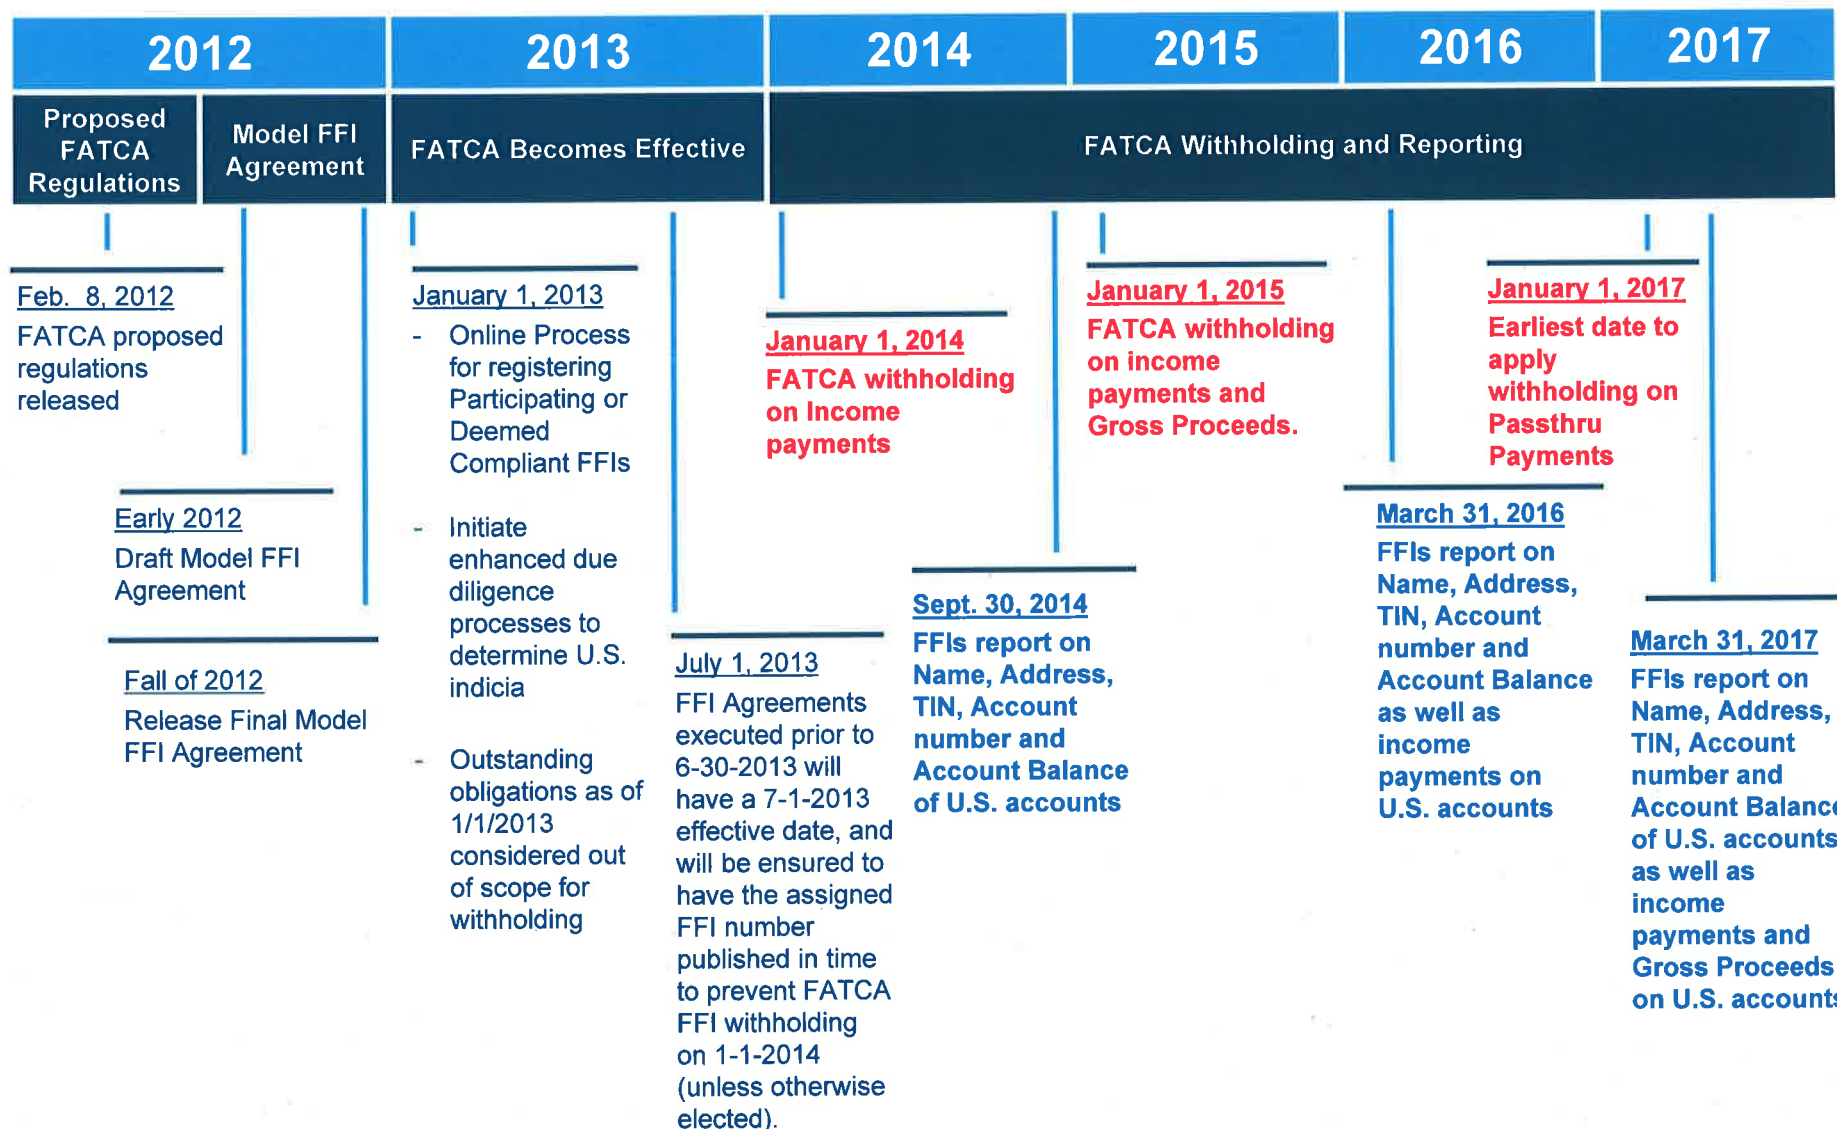 2012
2013
2014
2015
2016
2017
Proposed
FATCA
Regulations
Model FFI
Agreement
FATCA Becomes Effective
FATCA Withholding and Reporting
Feb. 8, 2012
FATCA proposed
regulations
released
Early 2012
Draft Model FFI
Agreement
Fall of 2012
Release Final Model
FFI Agreement
January 1, 2013
- Online Process
for registering
Participating or
Deemed
Compliant FFIs
- Initiate
enhanced due
diligence
processes to
determine U.S.
indicia
- Outstanding
obligations as of
1/1/2013
considered out
of scope for
withholding
July 1, 2013
FFI Agreements
executed prior to
6-30-2013 will
have a 7-1-2013
effective date, and
will be ensured to
have the assigned
FFI number
published in time
to prevent FATCA
FFI withholding
on 1-1-2014
(unless otherwise
elected).
January 1, 2014
FATCA withholding
on Income
payments
Sept. 30, 2014
FFIs report on
Name, Address,
TIN, Account
number and
Account Balance
of U.S. accounts
January 1, 2015
FATCA withholding
on income
payments and
Gross Proceeds.
March 31, 2016
FFIs report on
Name, Address,
TIN, Account
number and
Account Balance
as well as
income
payments on
U.S. accounts
January 1, 2017
Earliest date to
apply
withholding on
Passthru
Payments
March 31, 2017
FFIs report on
Name, Address,
TIN, Account
number and
Account Balance
of U.S. accounts
as well as
income
payments and
Gross Proceeds
on U.S. accounts